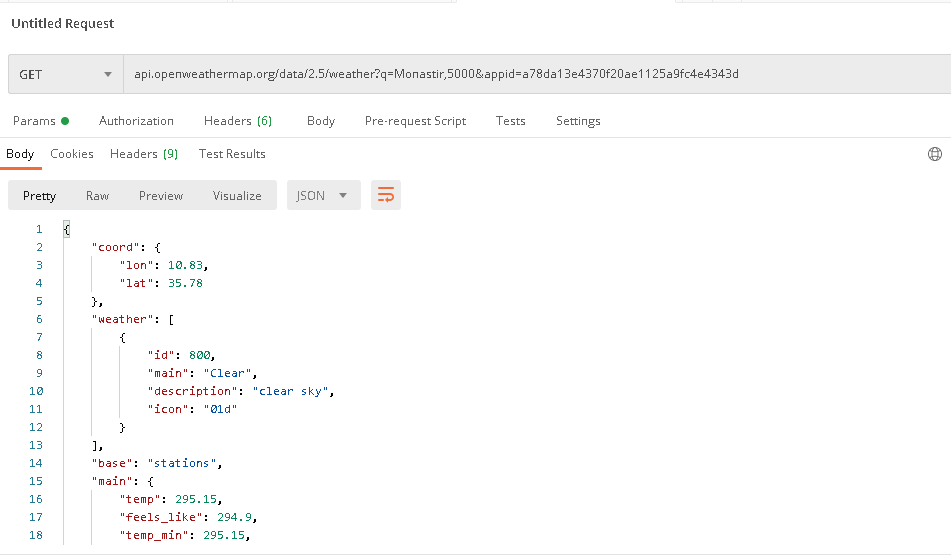 Untitled Request
GET api.openweathermap.org/data/2.5/weather?q=Monastir,5000&appid=a78da13e4370f20ae1125a9fc4e4343d
Params Authorization Headers (6) Body Pre-request Script Tests Settings
Body Cookies Headers (9) Test Results
Pretty Raw Preview Visualize JSON
1 {
2 "coord": {
3 "lon": 10.83,
4 "lat": 35.78
5 },
6 "weather": [
7 {
8 "id": 800,
9 "main": "Clear",
10 "description": "clear sky",
11 "icon": "01d"
12 }
13 ],
14 "base": "stations",
15 "main": {
16 "temp": 295.15,
17 "feels_like": 294.9,
18 "temp_min": 295.15,